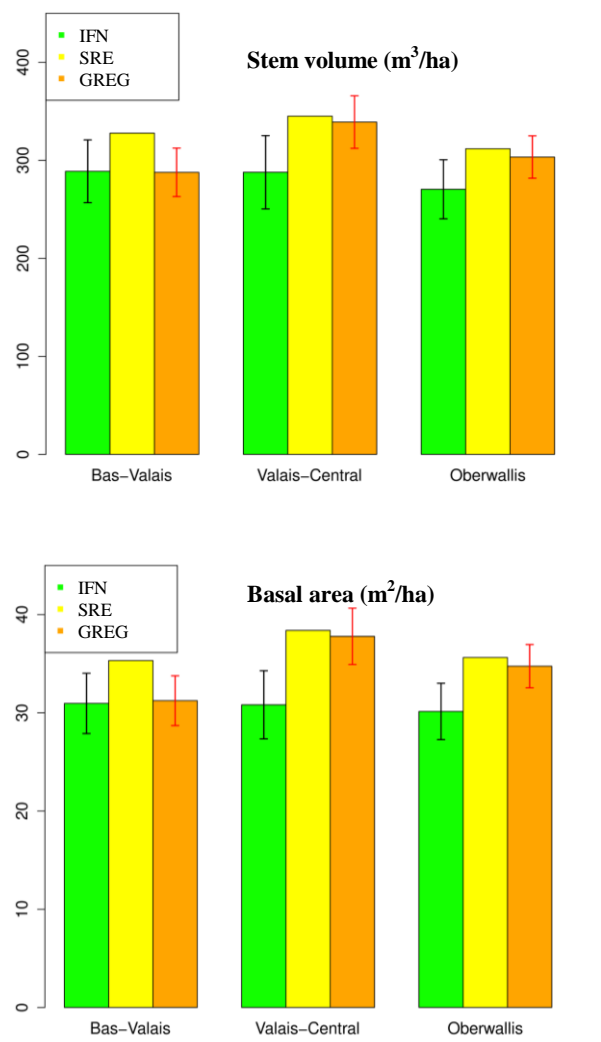 IFN
SRE
GREG
Stem volume (m³/ha)
400
300
200
100
0
Bas−Valais Valais−Central Oberwallis
IFN
SRE
GREG
Basal area (m²/ha)
40
30
20
10
0
Bas−Valais Valais−Central Oberwallis